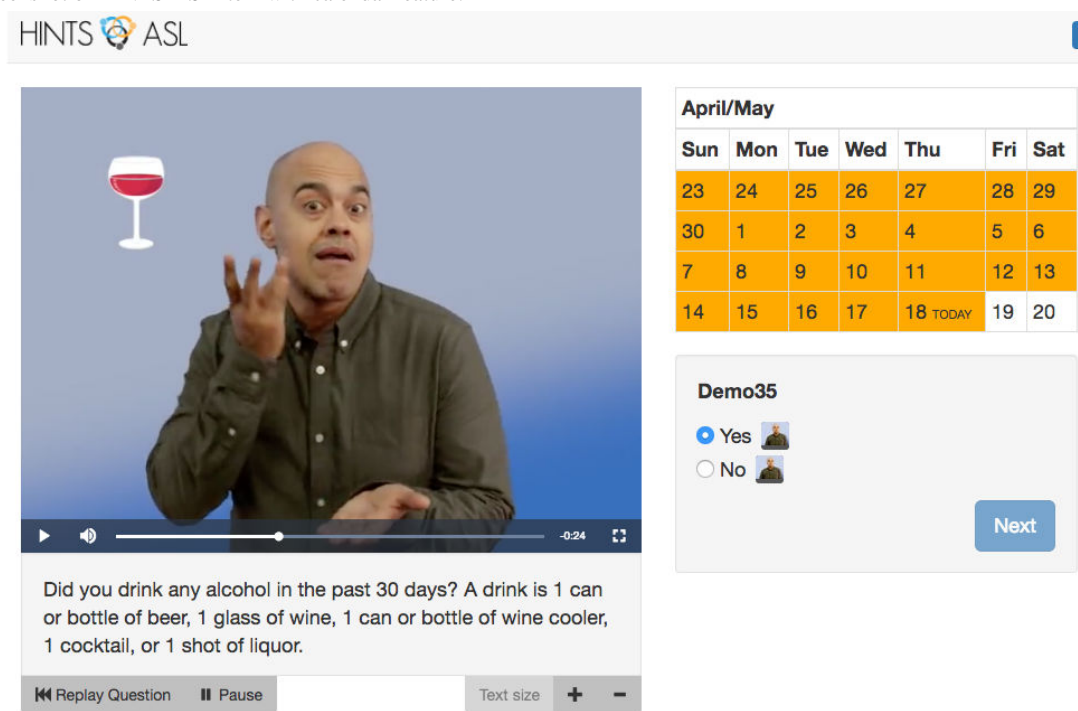 HINTS ASL
April/May
Sun Mon Tue Wed Thu Fri Sat
23 24 25 26 27 28 29
30 1 2 3 4 5 6
7 8 9 10 11 12 13
14 15 16 17 18 TODAY 19 20
Demo35
Yes
No
Next
-0:24
Did you drink any alcohol in the past 30 days? A drink is 1 can
or bottle of beer, 1 glass of wine, 1 can or bottle of wine cooler,
1 cocktail, or 1 shot of liquor.
Replay Question Pause Text size + -